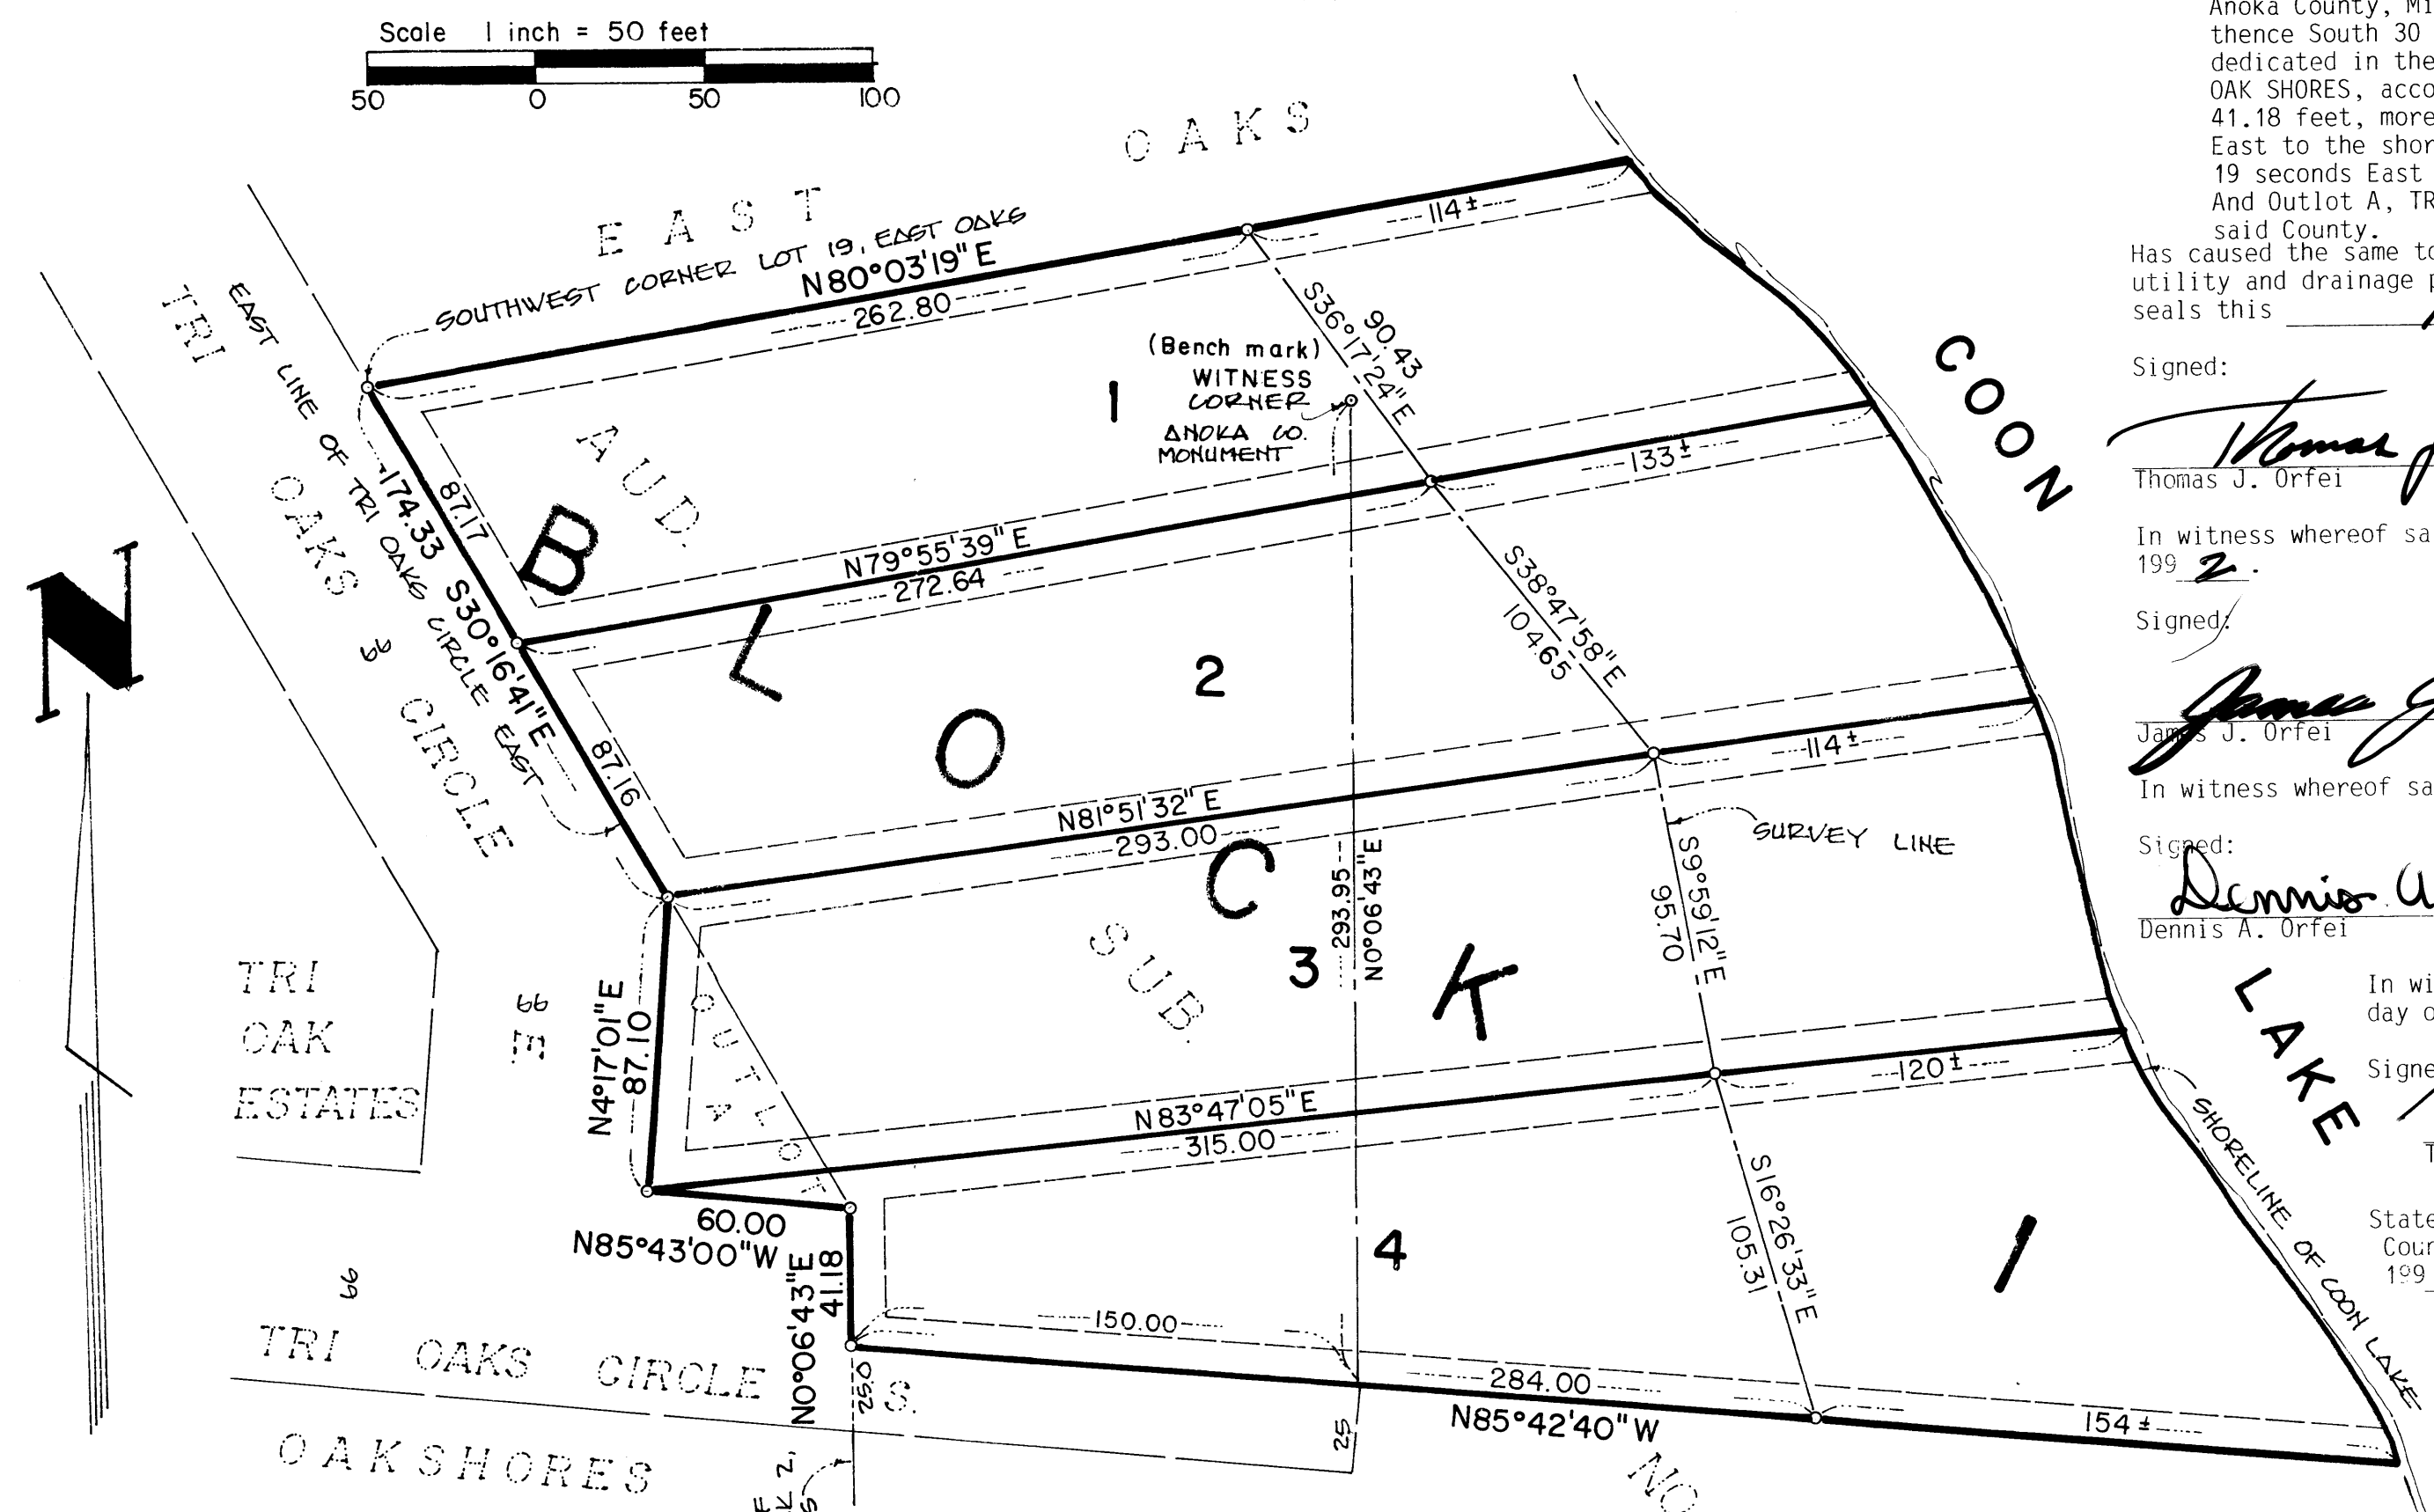 Scale 1 inch = 50 feet
50 0 50 100
EAST OAKS
SOUTHWEST CORNER LOT 19, EAST OAKS
N80°03'19"E
262.80
114±
TRI OAKS CIRCLE
EAST LINE OF TRI OAKS CIRCLE EAST
174.33 S30°16'41"E
87.17
66
87.16
AUD.
SUB.
BLOCK 1
1
(Bench mark)
WITNESS
CORNER
ANOKA CO.
MONUMENT
90.43
S36°17'24"E
133±
N79°55'39"E
272.64
2
S38°47'58"E
104.65
114±
N81°51'32"E
293.00
SURVEY LINE
3
293.95
N0°06'43"E
S9°59'12"E
95.70
120±
N83°47'05"E
315.00
N4°17'01"E
87.10
OUTLOT
A
TRI
OAK
ESTATES
66
E.
60.00
N85°43'00"W
N0°06'43"E
41.18
4
S16°26'33"E
105.31
150.00
284.00
N85°42'40"W
154±
66
TRI OAKS CIRCLE S.
25.0
25
OAKSHORES
NO
COON LAKE
SHORELINE OF COON LAKE
N
Anoka County, Mi
thence South 30
dedicated in the
OAK SHORES, acco
41.18 feet, more
East to the shor
19 seconds East
And Outlot A, TR
said County.
Has caused the same to
utility and drainage p
seals this
Signed:
Thomas J
Thomas J. Orfei
In witness whereof sa
1992.
Signed:
James J
James J. Orfei
In witness whereof sa
Signed:
Dennis A
Dennis A. Orfei
In wi
day o
Signe
T
State
Coun
199